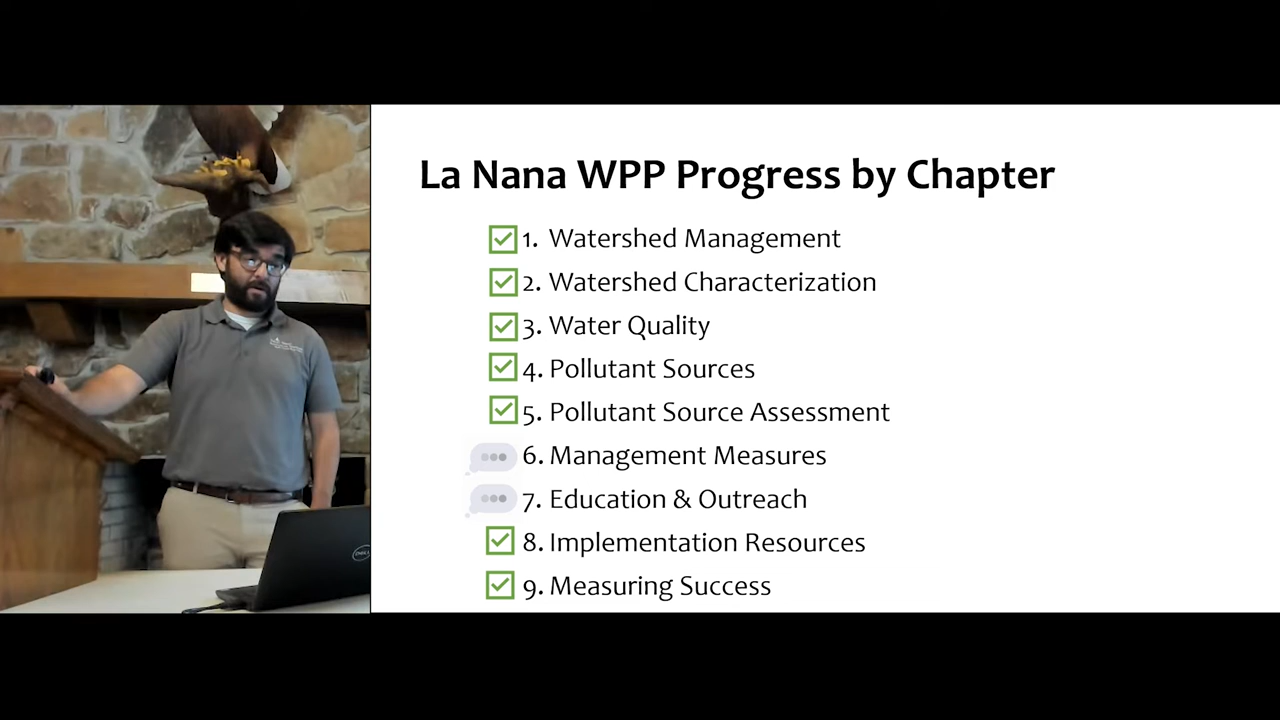 La Nana WPP Progress by Chapter
1. Watershed Management
2. Watershed Characterization
3. Water Quality
4. Pollutant Sources
5. Pollutant Source Assessment
6. Management Measures
7. Education & Outreach
8. Implementation Resources
9. Measuring Success
DELL